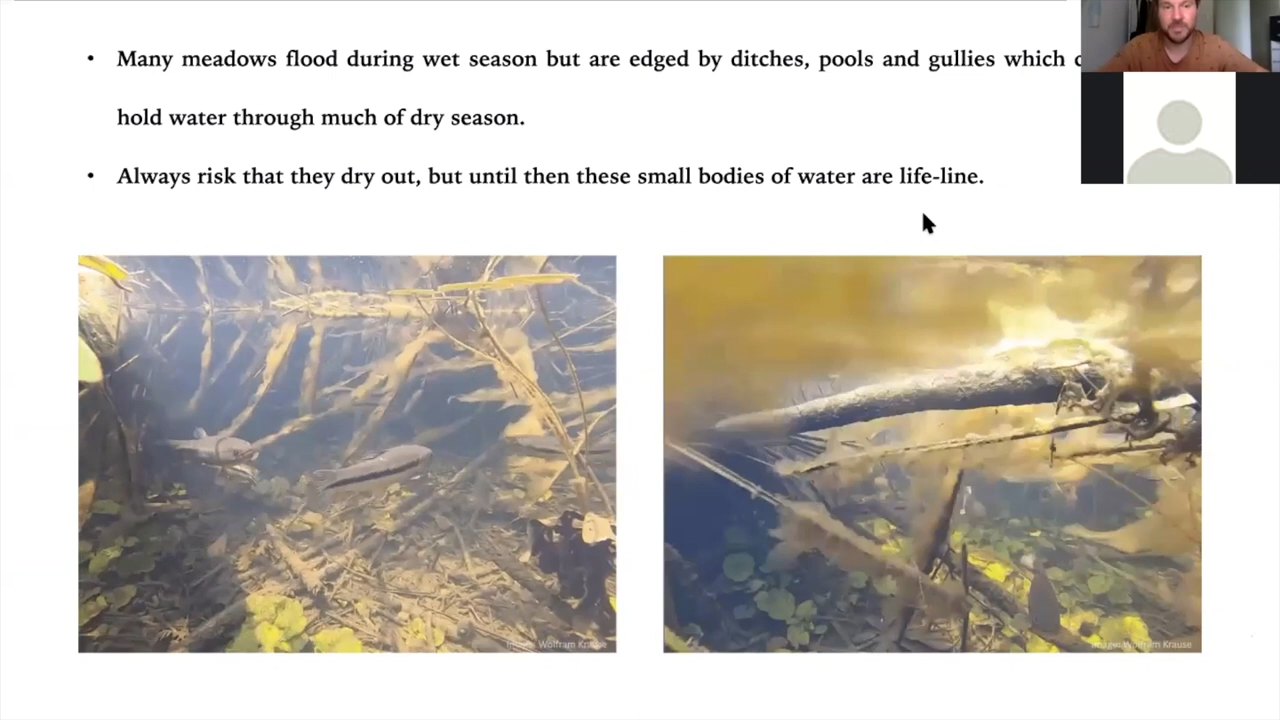 • Many meadows flood during wet season but are edged by ditches, pools and gullies which
hold water through much of dry season.
• Always risk that they dry out, but until then these small bodies of water are life-line.
Image: Wolfram Krause
Image: Wolfram Krause